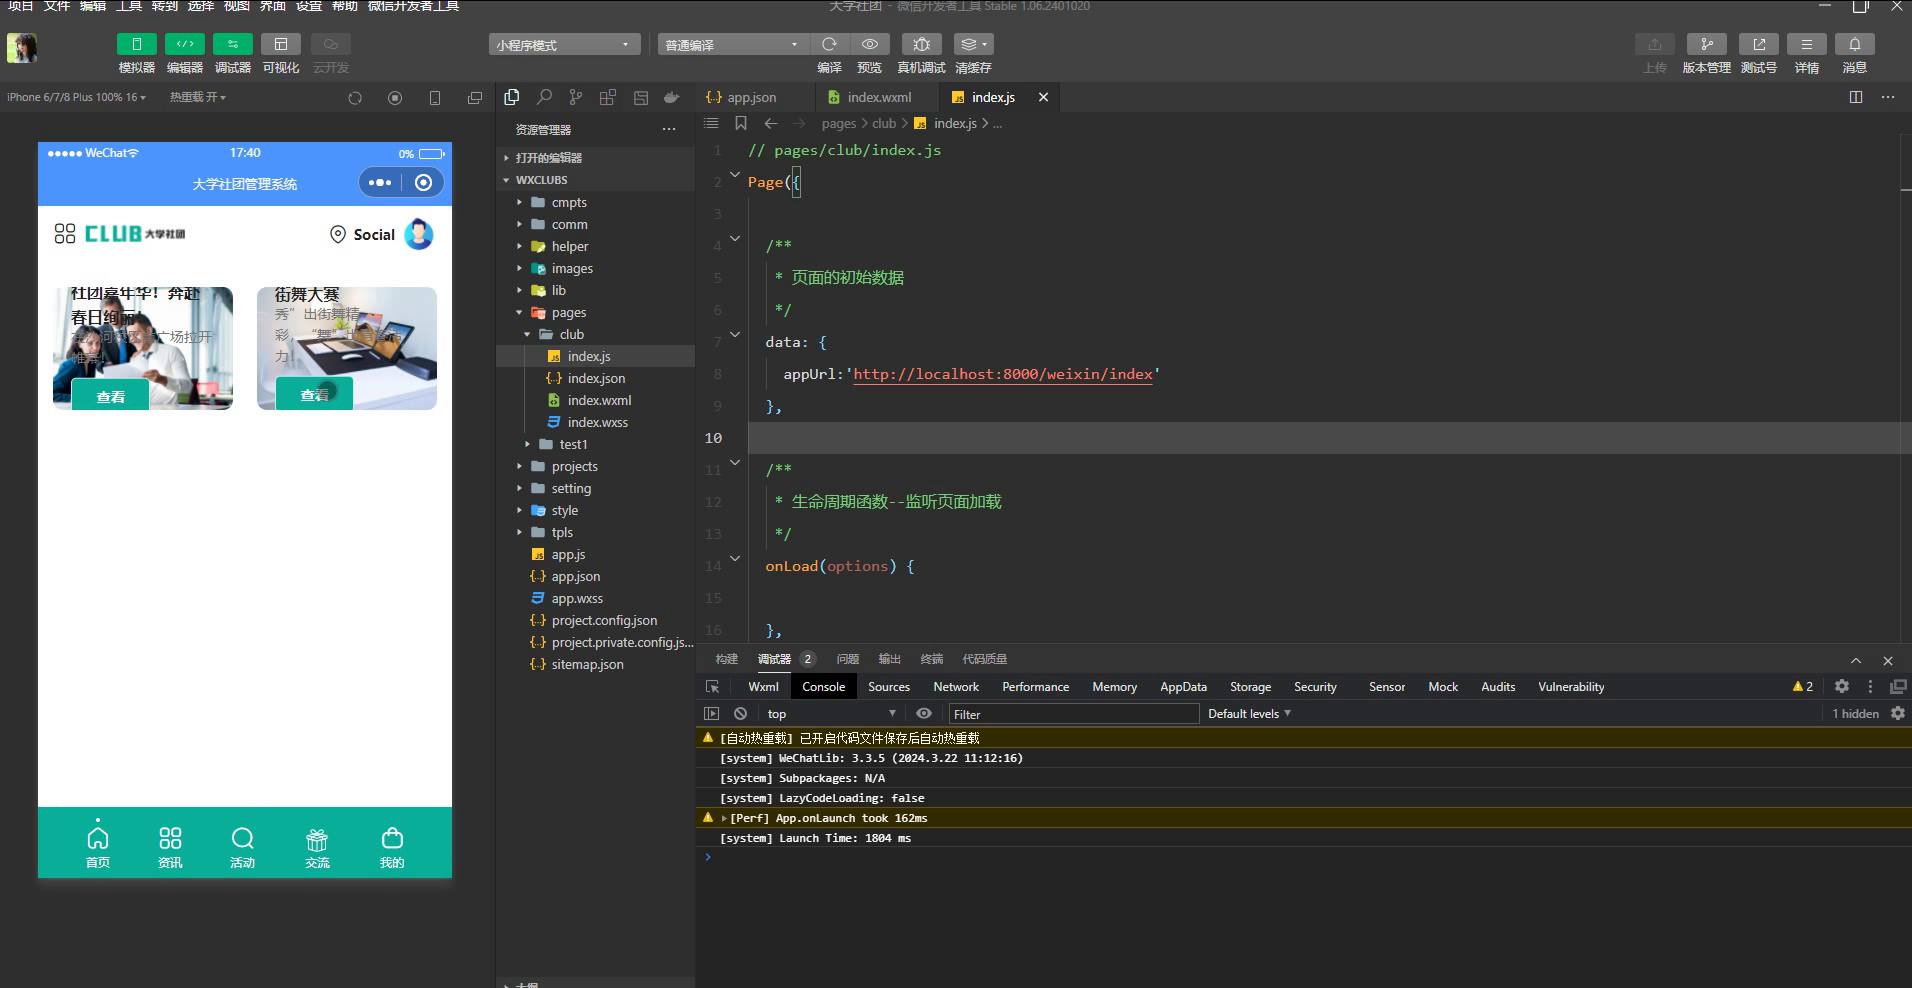 项目 文件 编辑 工具 转到 选择 视图 界面 设置 帮助 微信开发者工具
大学社团 - 微信开发者工具 Stable 1.06.2401020
模拟器 编辑器 调试器 可视化 云开发
小程序模式
普通编译
编译 预览 真机调试 清缓存
上传 版本管理 测试号 详情 消息
iPhone 6/7/8 Plus 100% 16
热重载 开
WeChat
17:40
0%
大学社团管理系统
CLUB 大学社团
Social
社团嘉年华！奔赴
春日绚丽！
查看
街舞大赛
秀”出街舞精
力！
查看
首页 资讯 活动 交流 我的
资源管理器
打开的编辑器
WXCLUBS
cmpts
comm
helper
images
lib
pages
club
index.js
index.json
index.wxml
index.wxss
test1
projects
setting
style
tpls
app.js
app.json
app.wxss
project.config.json
project.private.config.js...
sitemap.json
app.json
index.wxml
index.js
pages > club > index.js > ...
1 // pages/club/index.js
2 Page({
3
4 /**
5 * 页面的初始数据
6 */
7 data: {
8 appUrl:'http://localhost:8000/weixin/index'
9 },
10
11 /**
12 * 生命周期函数--监听页面加载
13 */
14 onLoad(options) {
15
16 },
构建 调试器 2 问题 输出 终端 代码质量
Wxml Console Sources Network Performance Memory AppData Storage Security Sensor Mock Audits Vulnerability 2
top Filter Default levels 1 hidden
[自动热重载] 已开启代码文件保存后自动热重载
[system] WeChatLib: 3.3.5 (2024.3.22 11:12:16)
[system] Subpackages: N/A
[system] LazyCodeLoading: false
[Perf] App.onLaunch took 162ms
[system] Launch Time: 1804 ms